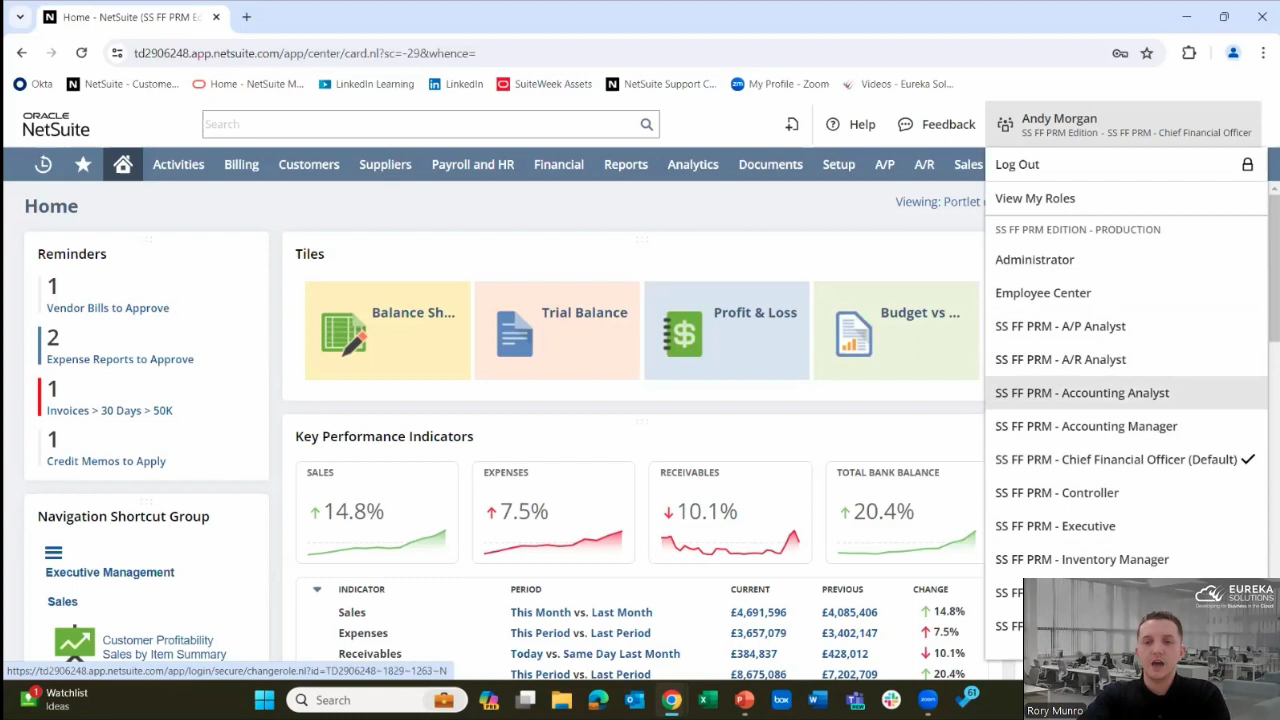 Home - NetSuite (SS FF PRM Ed
td2906248.app.netsuite.com/app/center/card.nl?sc=-29&whence=
Okta
NetSuite - Custome...
Home - NetSuite M...
LinkedIn Learning
LinkedIn
SuiteWeek Assets
NetSuite Support C...
My Profile - Zoom
Videos - Eureka Sol...
ORACLE
NetSuite
Search
Help
Feedback
Andy Morgan
SS FF PRM Edition - SS FF PRM - Chief Financial Officer
Activities
Billing
Customers
Suppliers
Payroll and HR
Financial
Reports
Analytics
Documents
Setup
A/P
A/R
Sales
Log Out
View My Roles
SS FF PRM EDITION - PRODUCTION
Administrator
Employee Center
SS FF PRM - A/P Analyst
SS FF PRM - A/R Analyst
SS FF PRM - Accounting Analyst
SS FF PRM - Accounting Manager
SS FF PRM - Chief Financial Officer (Default)
SS FF PRM - Controller
SS FF PRM - Executive
SS FF PRM - Inventory Manager
SS
SS
Home
Viewing: Portlet
Reminders
1
Vendor Bills to Approve
2
Expense Reports to Approve
1
Invoices > 30 Days > 50K
1
Credit Memos to Apply
Navigation Shortcut Group
Executive Management
Sales
Customer Profitability
Sales by Item Summary
Tiles
Balance Sh...
Trial Balance
Profit & Loss
Budget vs ...
Key Performance Indicators
SALES
14.8%
EXPENSES
7.5%
RECEIVABLES
10.1%
TOTAL BANK BALANCE
20.4%
INDICATOR PERIOD CURRENT PREVIOUS CHANGE
Sales This Month vs. Last Month £4,691,596 £4,085,406 14.8%
Expenses This Period vs. Last Period £3,657,079 £3,402,147 7.5%
Receivables Today vs. Same Day Last Month £384,837 £428,012 10.1%
This Period vs. Last Period £8,675,086 £7,202,709 20.4%
https://td2906248.app.netsuite.com/app/login/secure/changerole.nl?id=TD2906248~1829~1263~N
EUREKA
SOLUTIONS
Developing for Business in the Cloud
Rory Munro
1
Watchlist
Ideas
Search
61